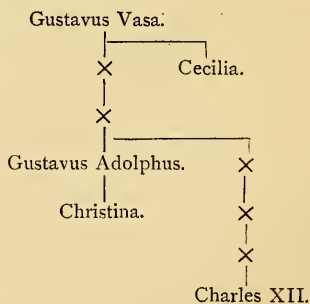 Gustavus Vasa.
× Cecilia.
×
Gustavus Adolphus. ×
Christina. ×
×
Charles XII.